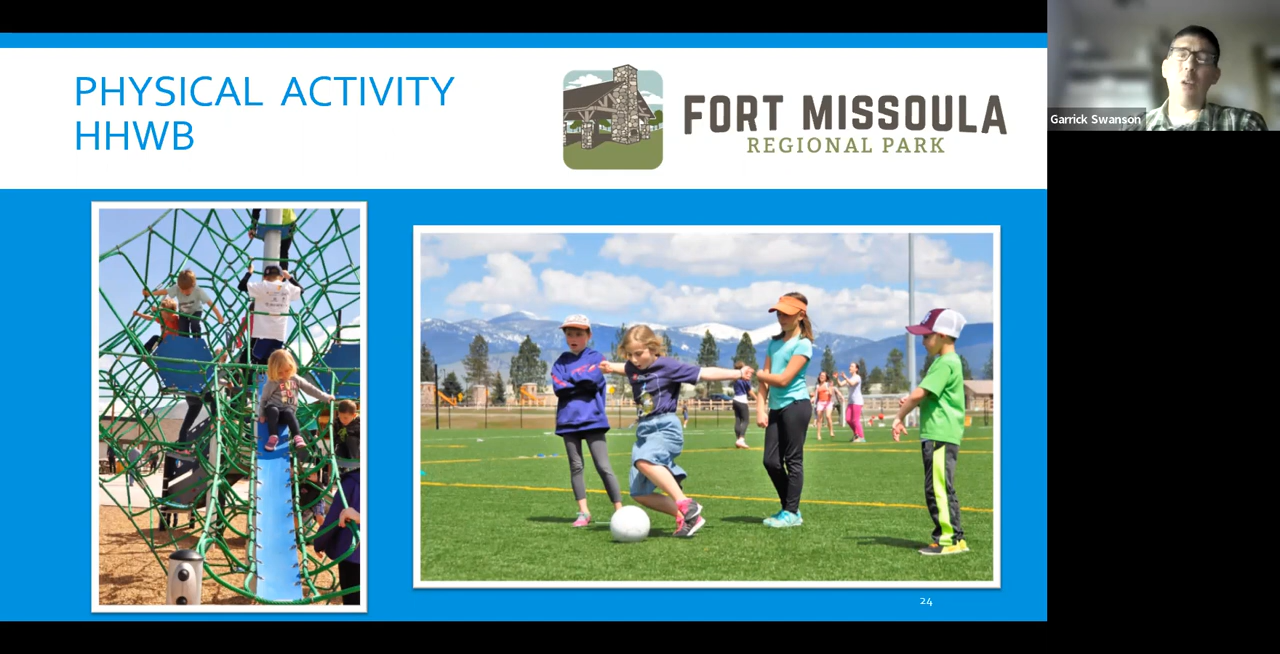 PHYSICAL ACTIVITY
HHWB
FORT MISSOULA
REGIONAL PARK
Garrick Swanson
24